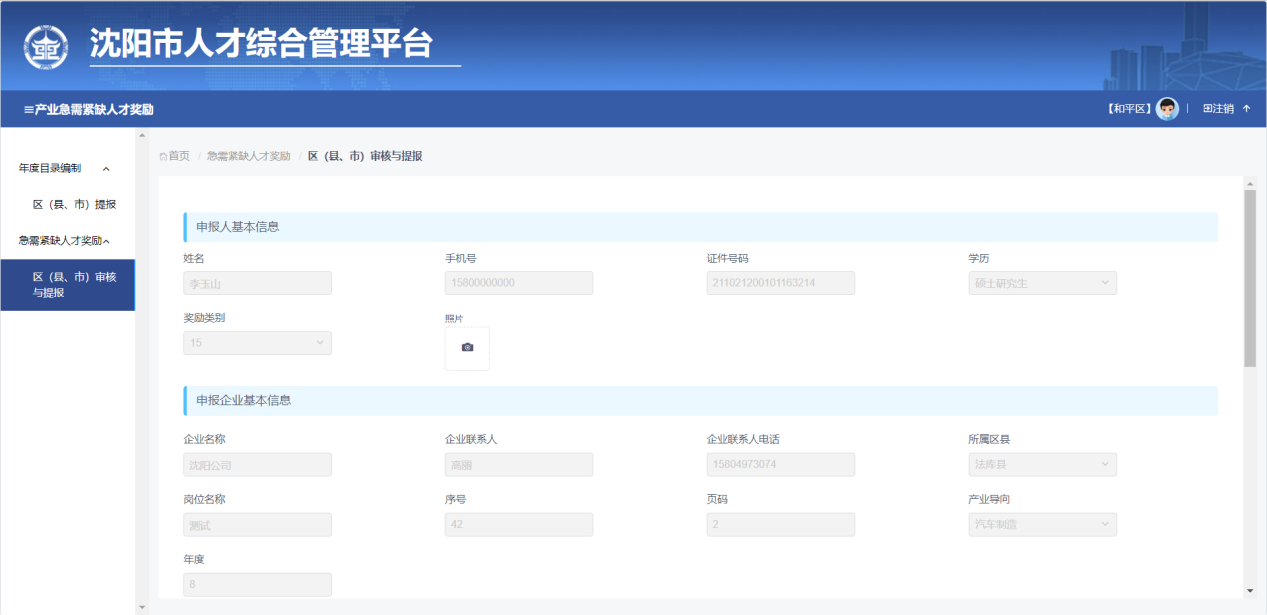 沈阳市人才综合管理平台
≡产业急需紧缺人才奖励
【和平区】 | 注销
年度目录编制
区（县、市）提报
急需紧缺人才奖励
区（县、市）审核
与提报
首页 / 急需紧缺人才奖励 / 区（县、市）审核与提报
申报人基本信息
姓名 手机号 证件号码 学历
李玉山 15800000000 211021200101163214 硕士研究生
奖励类别 照片
15
申报企业基本信息
企业名称 企业联系人 企业联系人电话 所属区县
沈阳公司 高丽 15804973074 法库县
岗位名称 序号 页码 产业导向
测试 42 2 汽车制造
年度
8